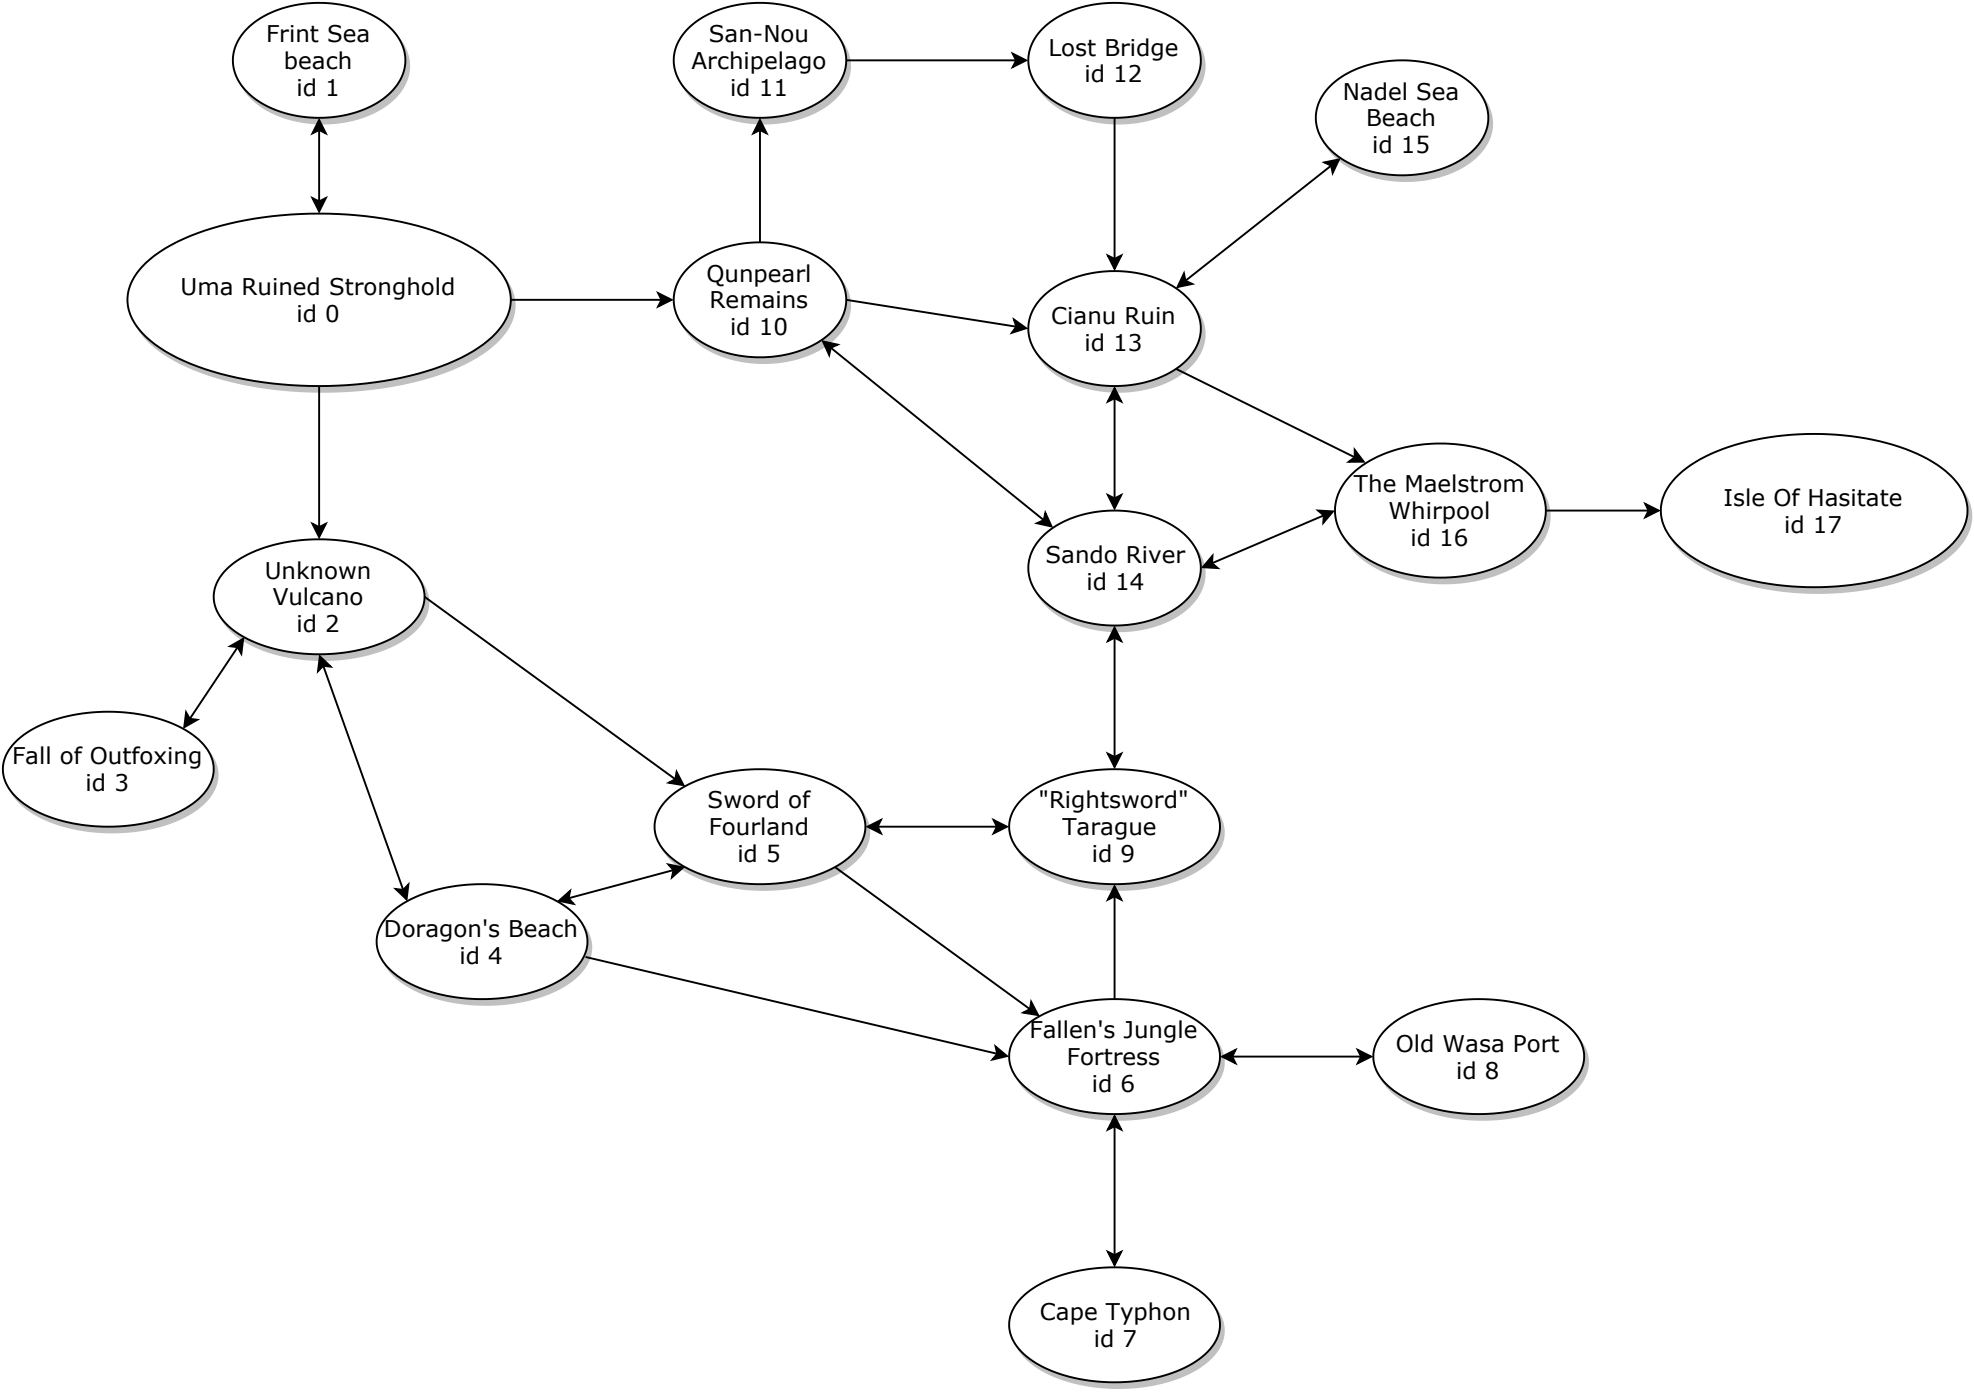 Frint Sea
beach
id 1
San-Nou
Archipelago
id 11
Lost Bridge
id 12
Nadel Sea
Beach
id 15
Uma Ruined Stronghold
id 0
Qunpearl
Remains
id 10
Cianu Ruin
id 13
The Maelstrom
Whirpool
id 16
Isle Of Hasitate
id 17
Sando River
id 14
Unknown
Vulcano
id 2
Fall of Outfoxing
id 3
Sword of
Fourland
id 5
"Rightsword"
Tarague
id 9
Doragon's Beach
id 4
Fallen's Jungle
Fortress
id 6
Old Wasa Port
id 8
Cape Typhon
id 7